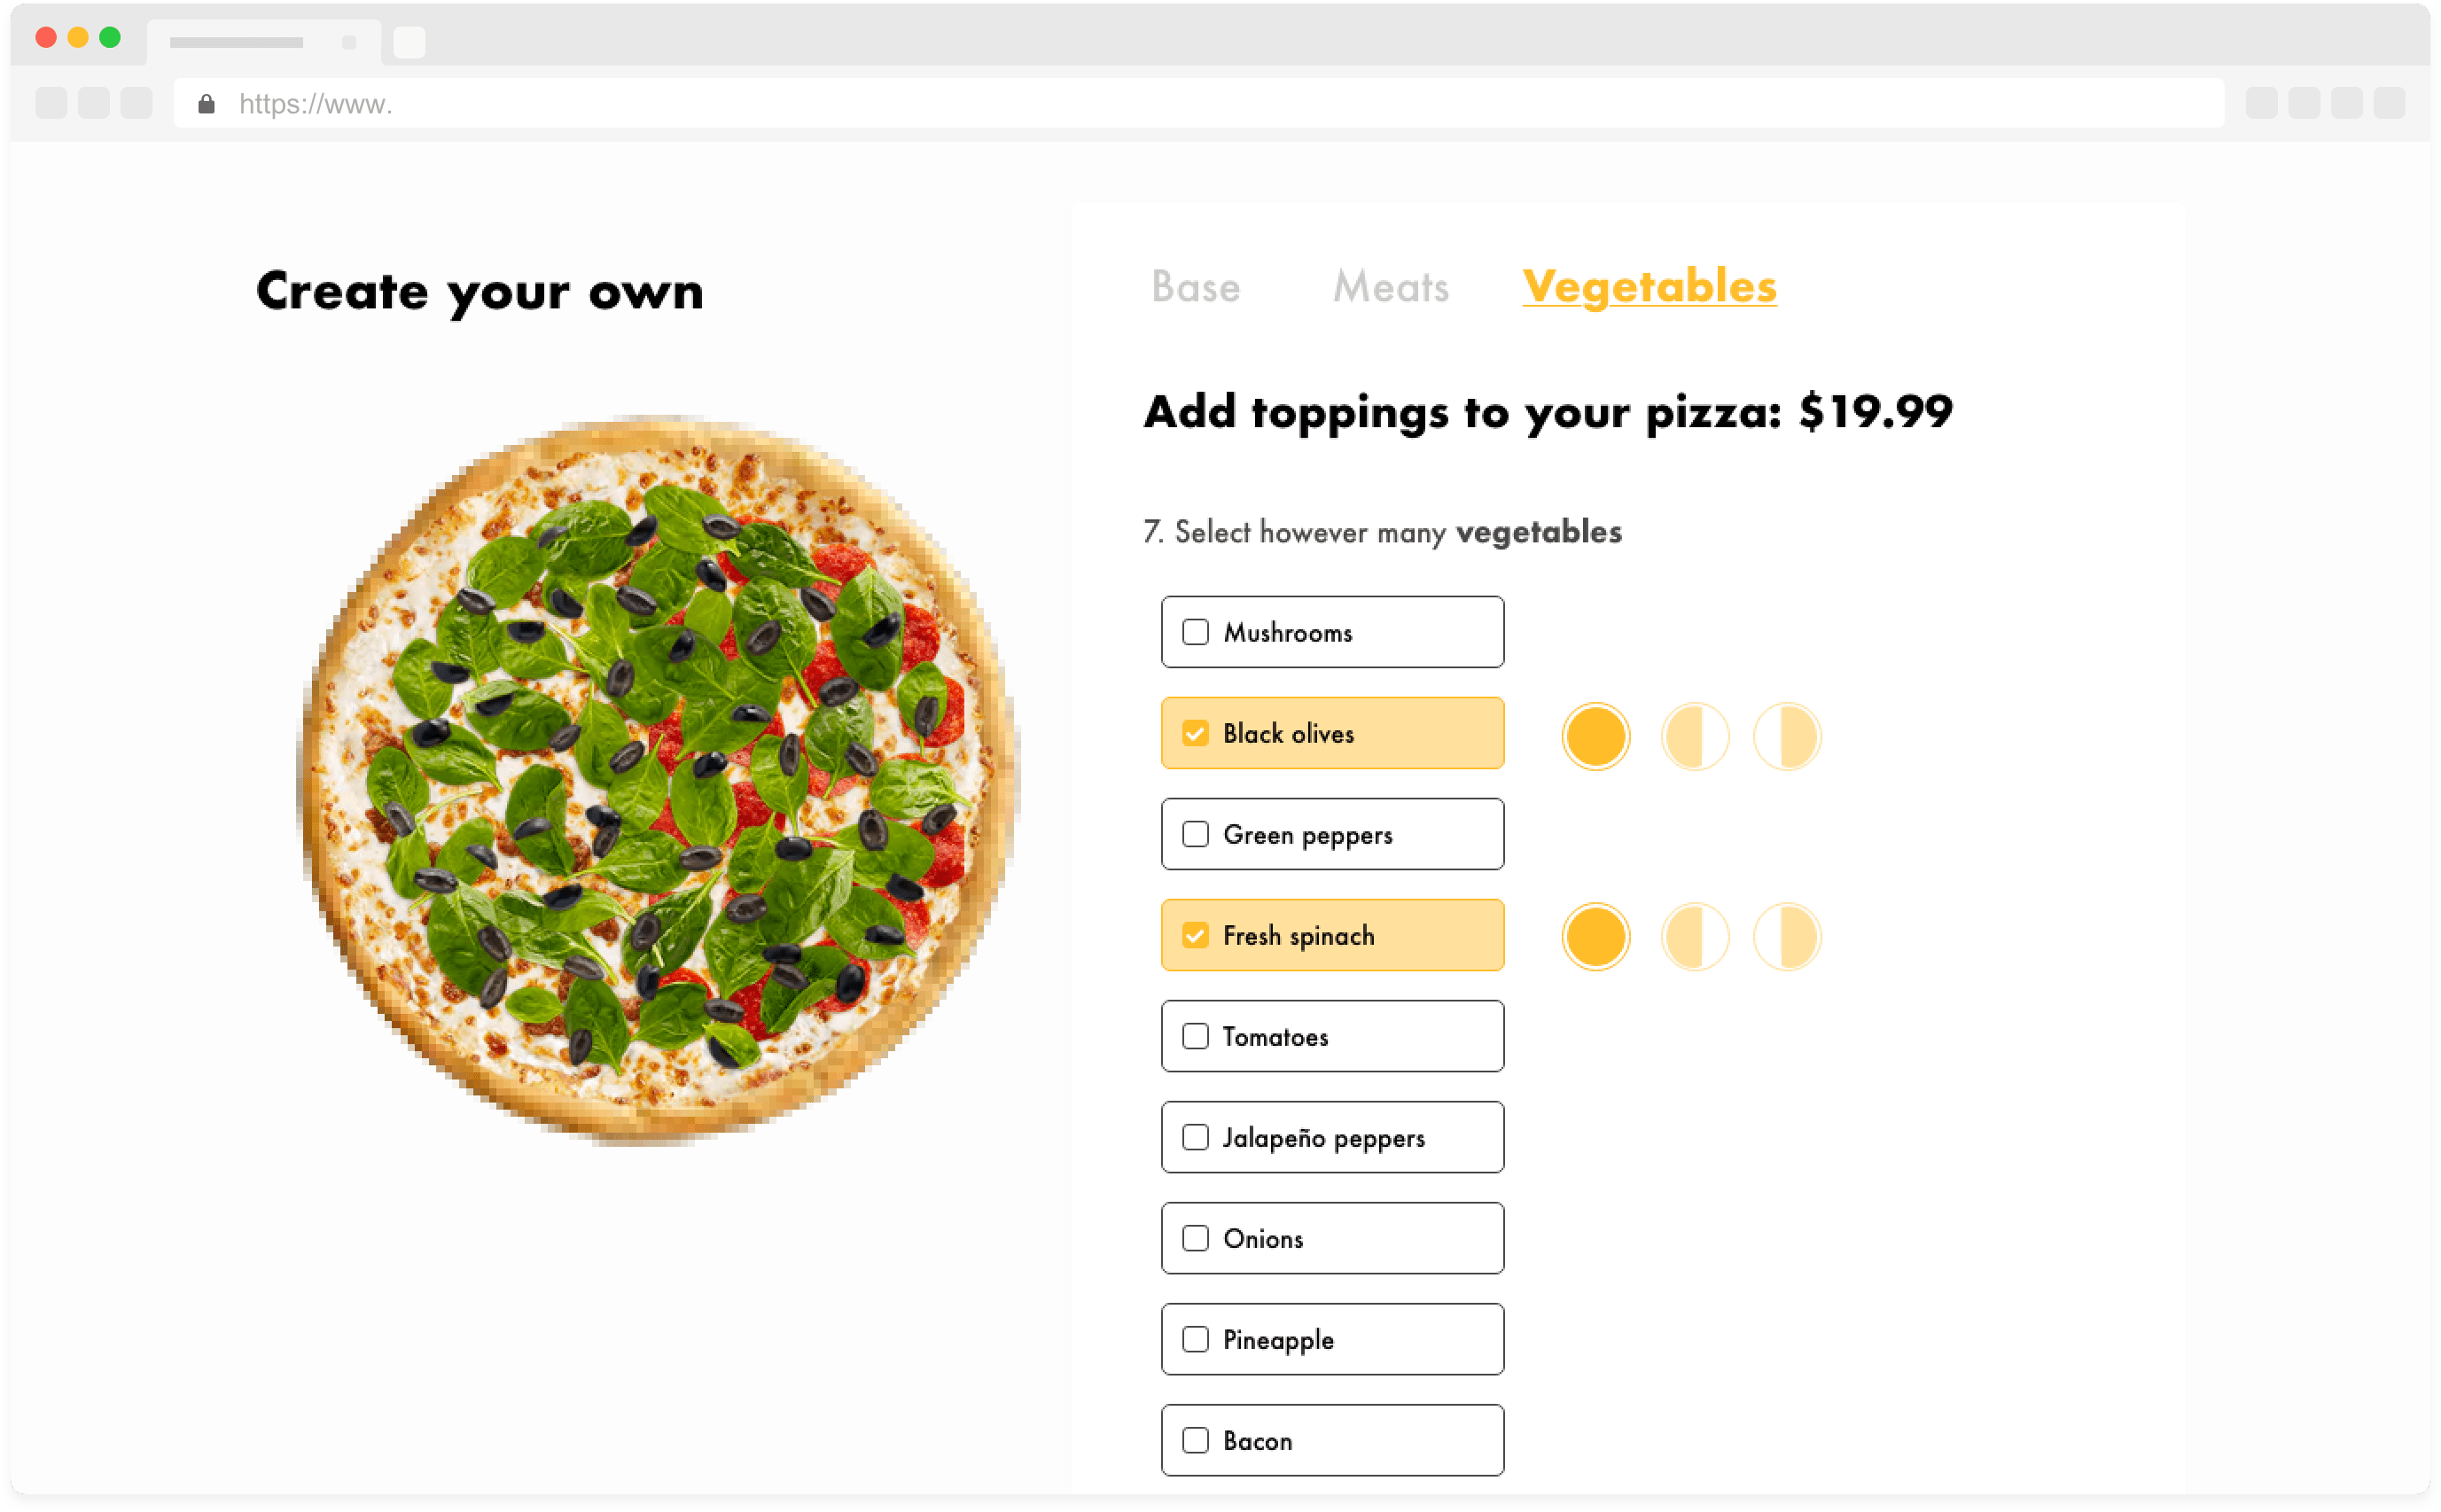 https://www.
Create your own
Base Meats Vegetables
Add toppings to your pizza: $19.99
7. Select however many vegetables
Mushrooms
Black olives
Green peppers
Fresh spinach
Tomatoes
Jalapeño peppers
Onions
Pineapple
Bacon